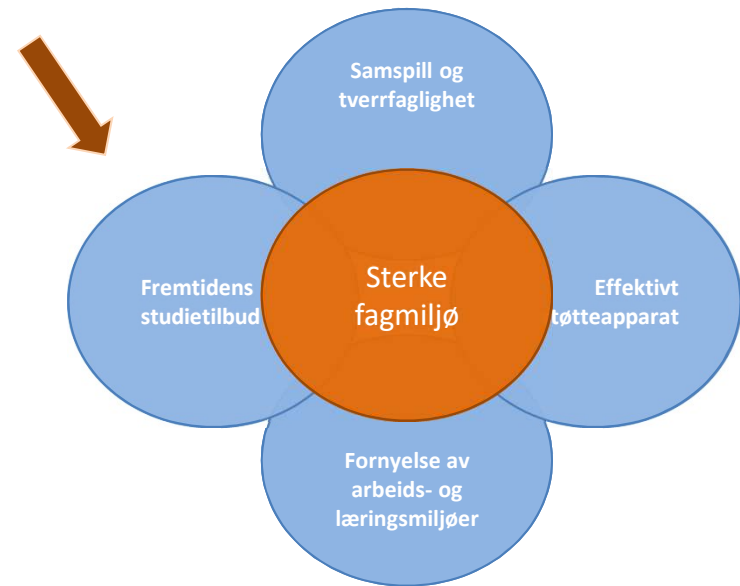 Samspill og
tverrfaglighet
Fremtidens
studietilbud
Sterke
fagmiljø
Effektivt
tøtteapparat
Fornyelse av
arbeids- og
læringsmiljøer